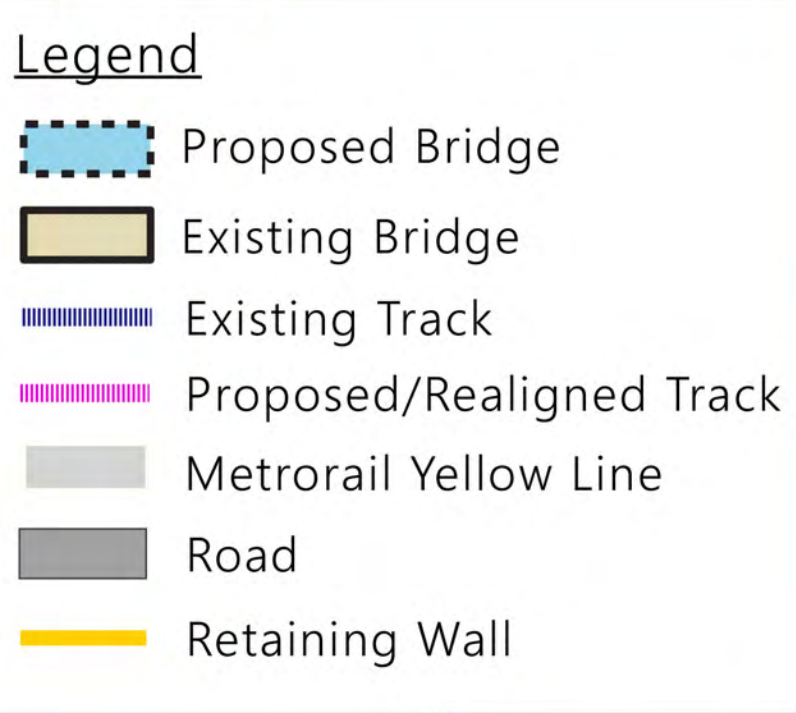 Legend
Proposed Bridge
Existing Bridge
Existing Track
Proposed/Realigned Track
Metrorail Yellow Line
Road
Retaining Wall